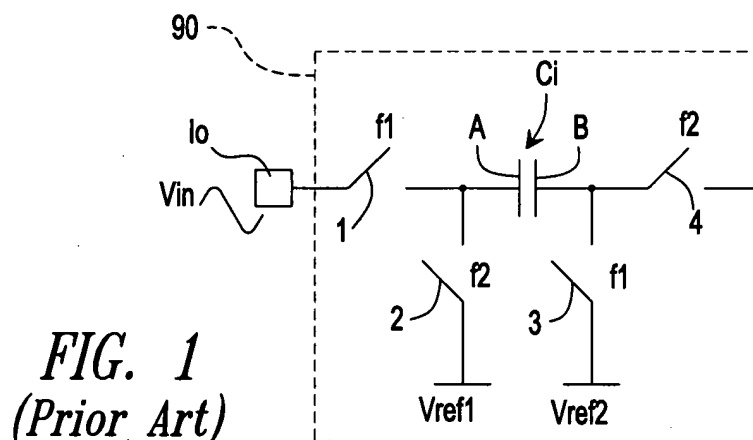 90
Ci
Io
f1
A
B
f2
Vin
1
4
2
f2
3
f1
FIG. 1
(Prior Art)
Vref1
Vref2